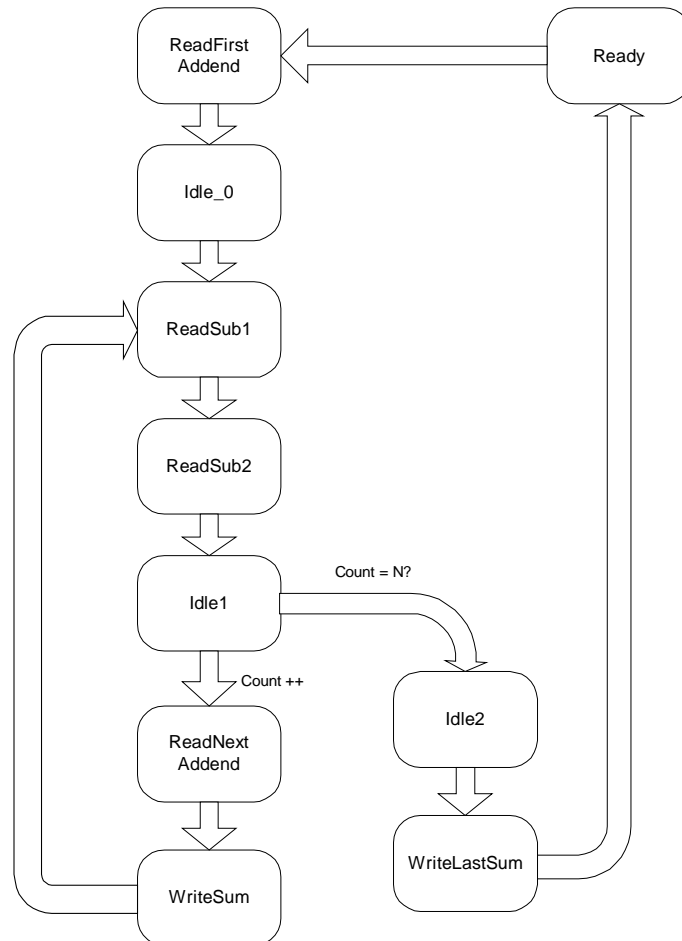 ReadFirst
Addend
Ready
Idle_0
ReadSub1
ReadSub2
Idle1
Count = N?
Count ++
ReadNext
Addend
Idle2
WriteSum
WriteLastSum